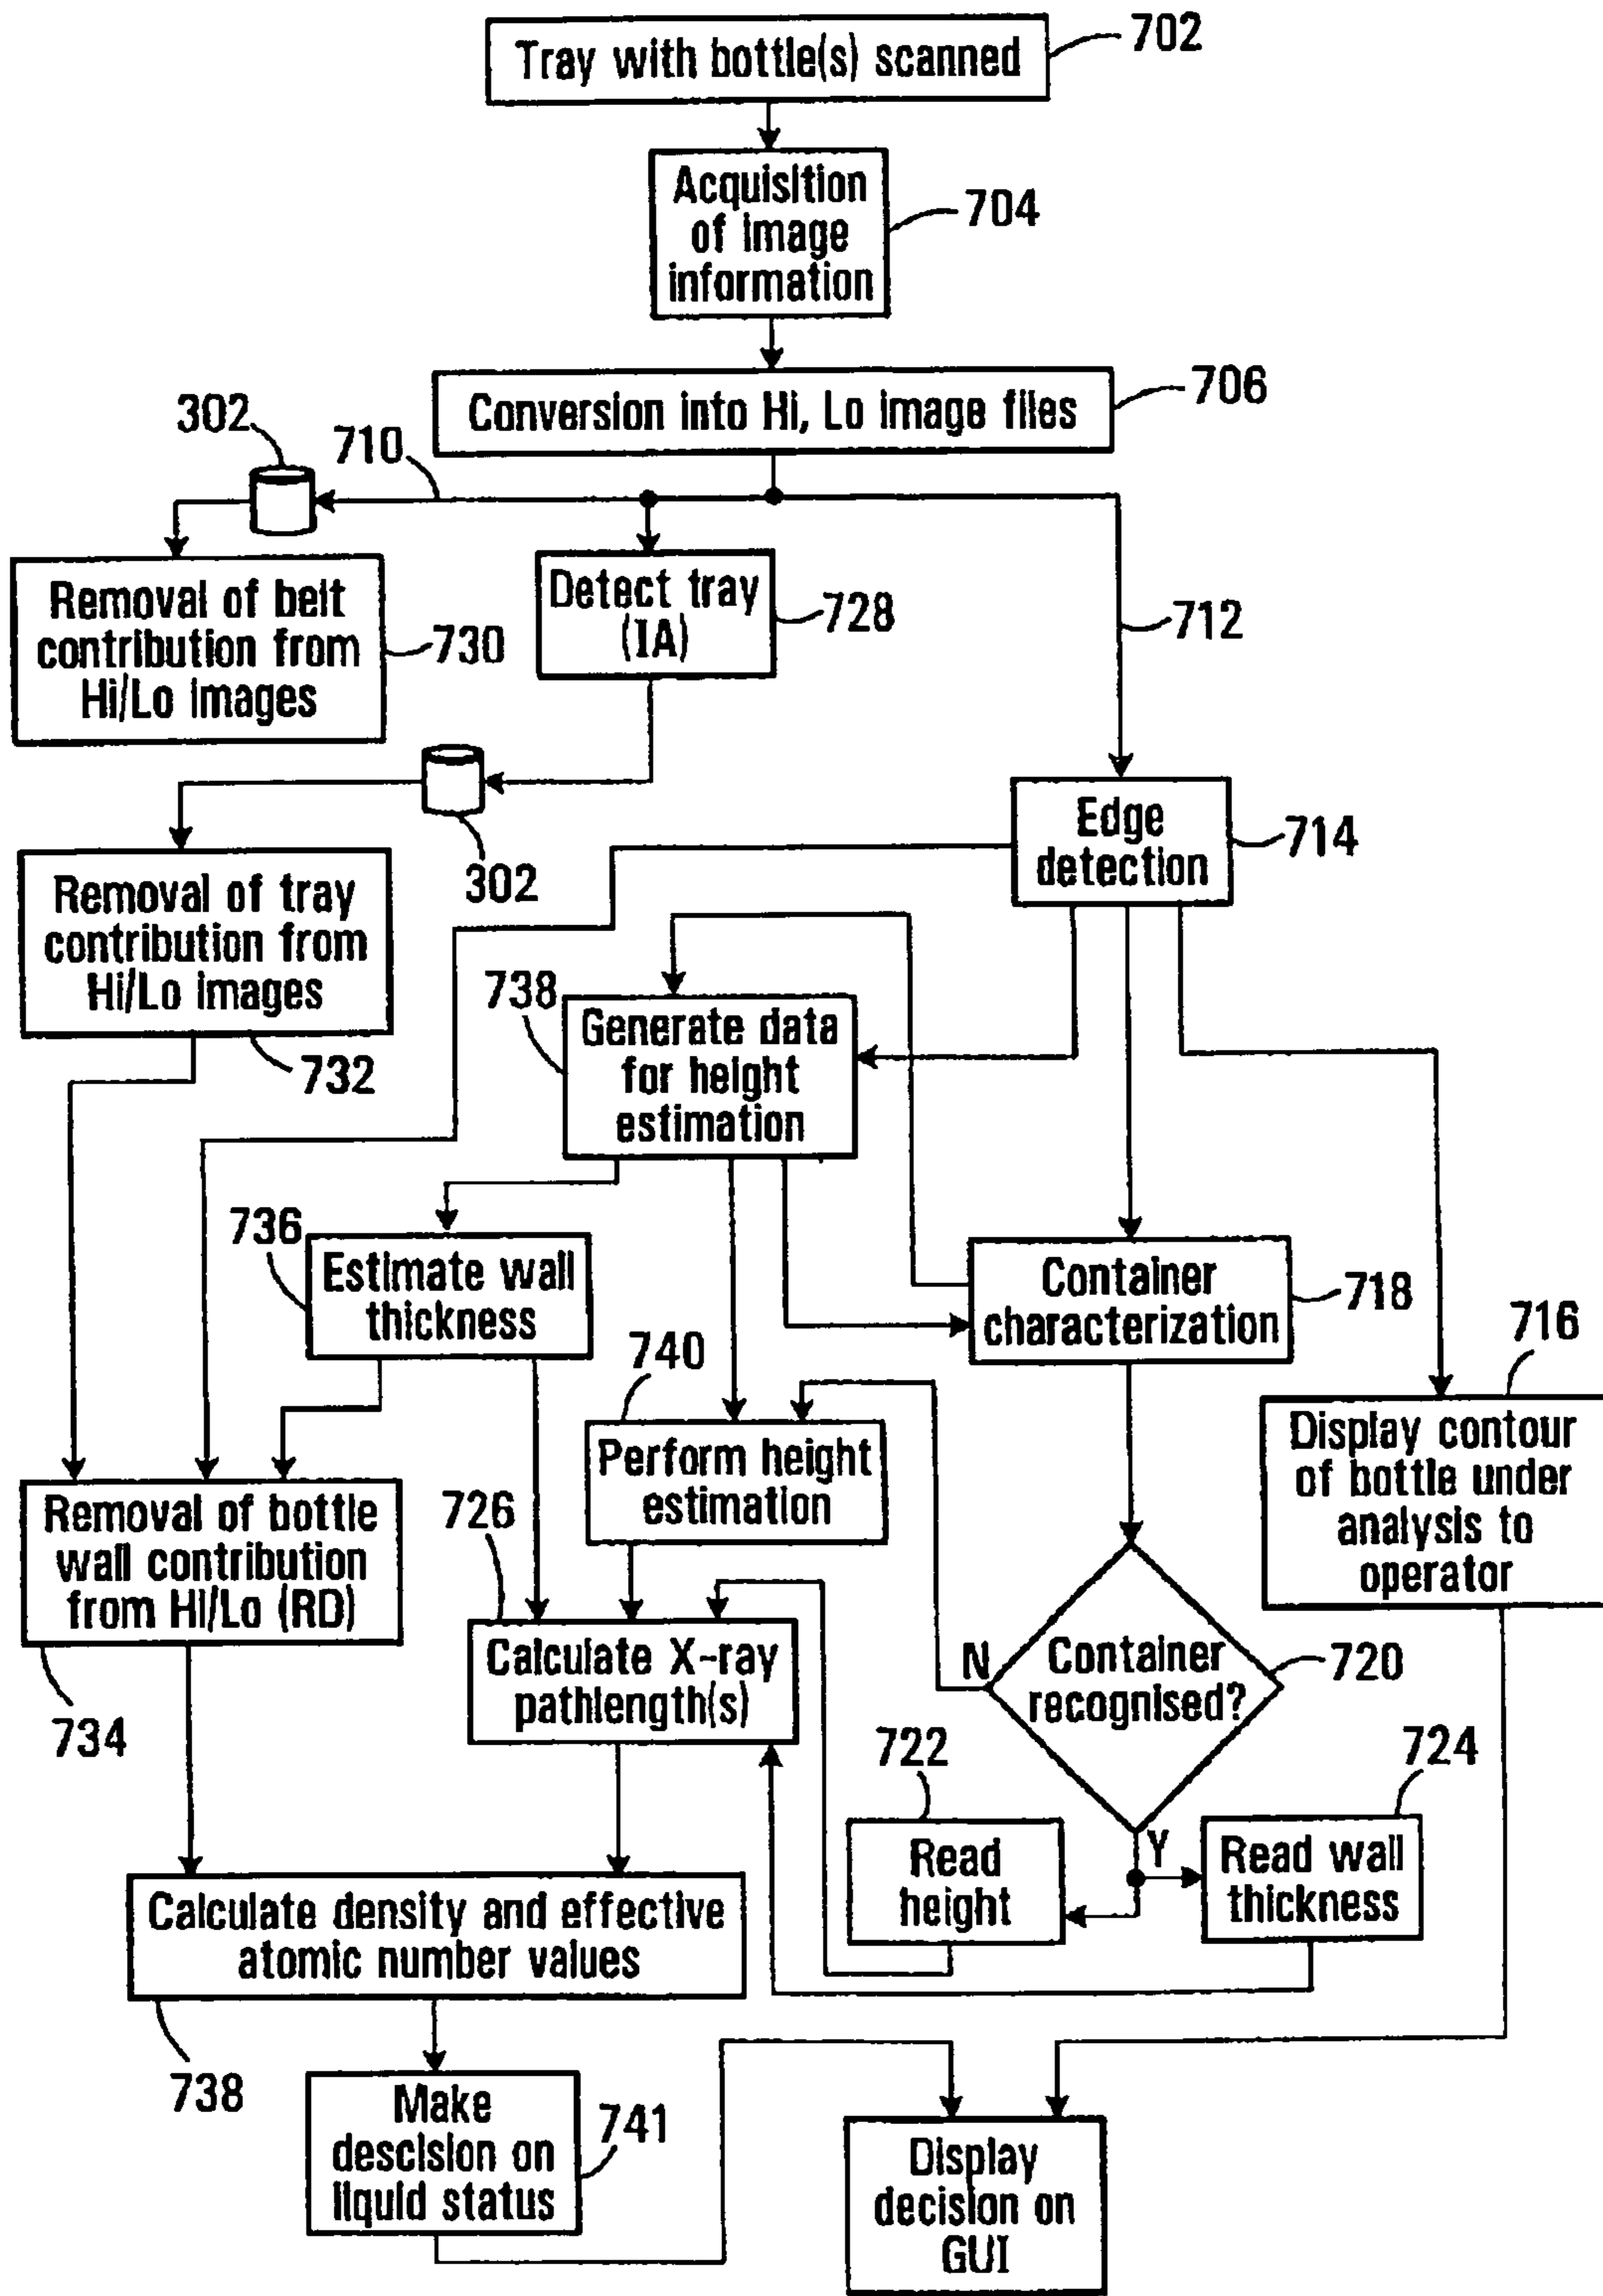 Tray with bottle(s) scanned
702
Acquisition
of image
information
704
Conversion into Hi, Lo image files
706
302
710
Removal of belt
contribution from
Hi/Lo images
730
Detect tray
(IA)
728
712
302
Edge
detection
714
Removal of tray
contribution from
Hi/Lo images
732
738
Generate data
for height
estimation
736
Estimate wall
thickness
Container
characterization
718
716
Display contour
of bottle under
analysis to
operator
740
Perform height
estimation
Removal of bottle
wall contribution
from Hi/Lo (RD)
734
726
Calculate X-ray
pathlength(s)
N
Container
recognised?
720
Y
722
Read
height
724
Read wall
thickness
Calculate density and effective
atomic number values
738
Make
descision on
liquid status
741
Display
decision on
GUI